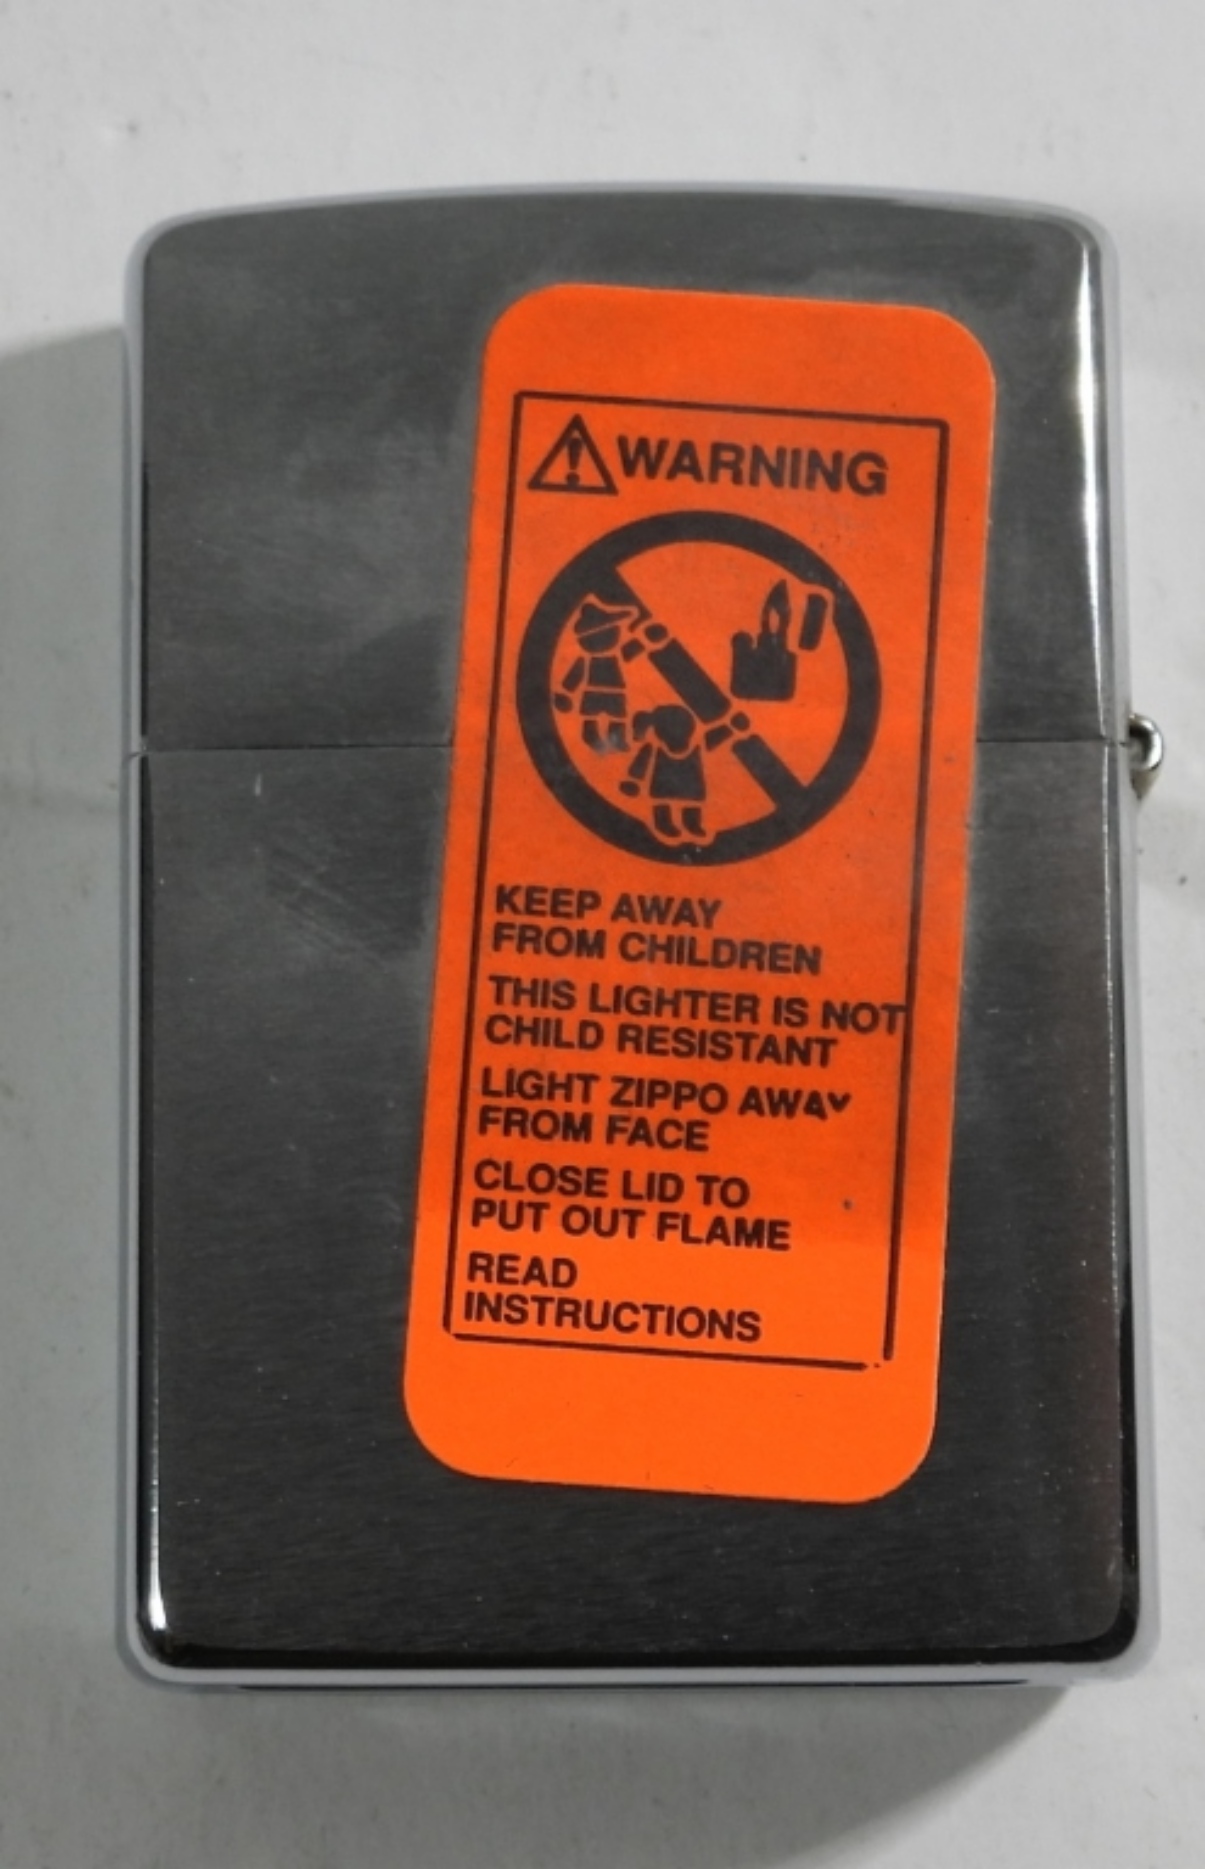 WARNING
KEEP AWAY
FROM CHILDREN
THIS LIGHTER IS NOT
CHILD RESISTANT
LIGHT ZIPPO AWAY
FROM FACE
CLOSE LID TO
PUT OUT FLAME
READ
INSTRUCTIONS